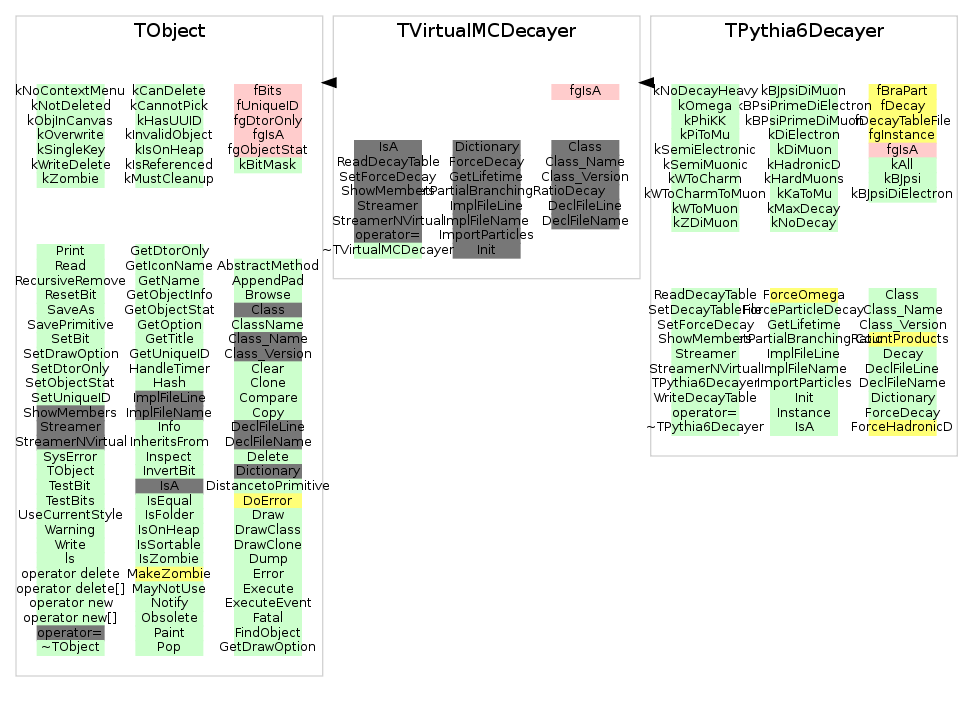 TObject
kNoContextMenu kCanDelete fBits
kNotDeleted kCannotPick fUniqueID
kObjInCanvas kHasUUID fgDtorOnly
kOverwrite kInvalidObject fgIsA
kSingleKey kIsOnHeap fgObjectStat
kWriteDelete kIsReferenced kBitMask
kZombie kMustCleanup
Print GetDtorOnly
Read GetIconName AbstractMethod
RecursiveRemove GetName AppendPad
ResetBit GetObjectInfo Browse
SaveAs GetObjectStat Class
SavePrimitive GetOption ClassName
SetBit GetTitle Class_Name
SetDrawOption GetUniqueID Class_Version
SetDtorOnly HandleTimer Clear
SetObjectStat Hash Clone
SetUniqueID ImplFileLine Compare
ShowMembers ImplFileName Copy
Streamer Info DeclFileLine
StreamerNVirtual InheritsFrom DeclFileName
SysError Inspect Delete
TObject InvertBit Dictionary
TestBit IsA DistancetoPrimitive
TestBits IsEqual DoError
UseCurrentStyle IsFolder Draw
Warning IsOnHeap DrawClass
Write IsSortable DrawClone
ls IsZombie Dump
operator delete MakeZombie Error
operator delete[] MayNotUse Execute
operator new Notify ExecuteEvent
operator new[] Obsolete Fatal
operator= Paint FindObject
~TObject Pop GetDrawOption
TVirtualMCDecayer
fgIsA
IsA Dictionary Class
ReadDecayTable ForceDecay Class_Name
SetForceDecay GetLifetime Class_Version
ShowMembers GetPartialBranchingRatio Decay
Streamer ImplFileLine DeclFileLine
StreamerNVirtual ImplFileName DeclFileName
operator= ImportParticles
~TVirtualMCDecayer Init
TPythia6Decayer
kNoDecayHeavy kBJpsiDiMuon fBraPart
kOmega kBPsiPrimeDiElectron fDecay
kPhiKK kBPsiPrimeDiMuon fDecayTableFile
kPiToMu kDiElectron fgInstance
kSemiElectronic kDiMuon fgIsA
kSemiMuonic kHadronicD kAll
kWToCharm kHardMuons kBJpsi
kWToCharmToMuon kKaToMu kBJpsiDiElectron
kWToMuon kMaxDecay
kZDiMuon kNoDecay
ReadDecayTable ForceOmega Class
SetDecayTableFile ForceParticleDecay Class_Name
SetForceDecay GetLifetime Class_Version
ShowMembers GetPartialBranchingRatio CountProducts
Streamer ImplFileLine Decay
StreamerNVirtual ImplFileName DeclFileLine
TPythia6Decayer ImportParticles DeclFileName
WriteDecayTable Init Dictionary
operator= Instance ForceDecay
~TPythia6Decayer IsA ForceHadronicD